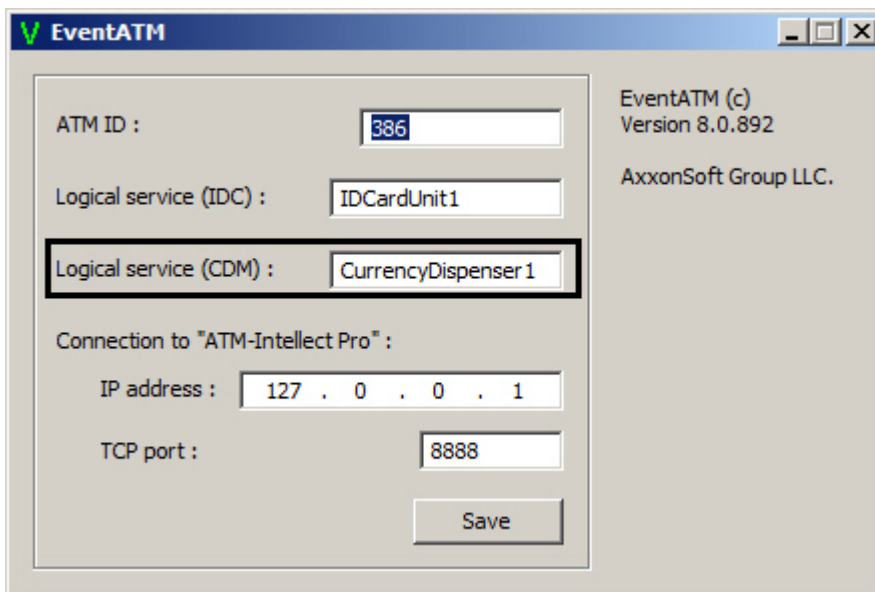 EventATM
ATM ID : 386
EventATM (c)
Version 8.0.892
AxxonSoft Group LLC.
Logical service (IDC) : IDCardUnit1
Logical service (CDM) : CurrencyDispenser1
Connection to "ATM-Intellect Pro" :
IP address : 127 . 0 . 0 . 1
TCP port : 8888
Save